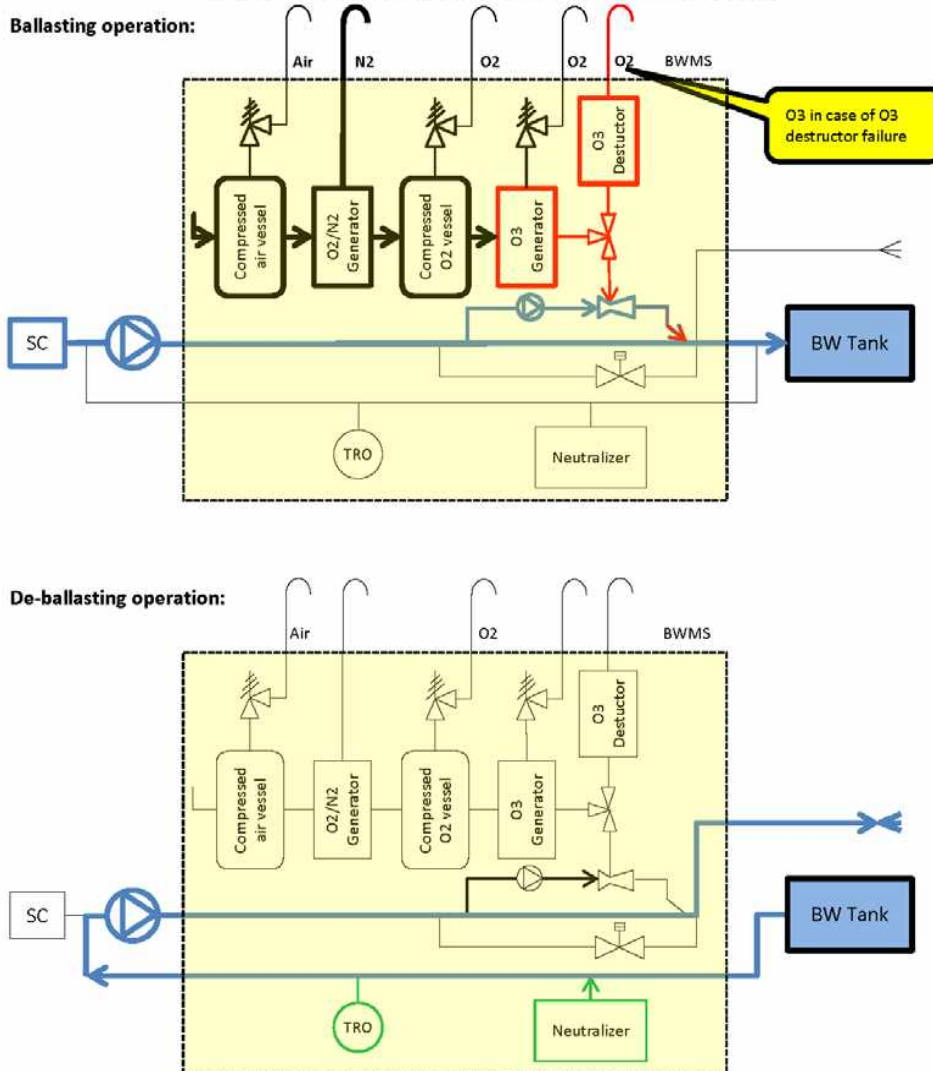 Ballasting operation:
Air
N2
O2
O2
O2
BWMS
O3 in case of O3
destructor failure
O3
Destuctor
Compressed
air vessel
O2/N2
Generator
Compressed
O2 vessel
O3
Generator
SC
BW Tank
TRO
Neutralizer
De-ballasting operation:
Air
O2
BWMS
O3
Destuctor
Compressed
air vessel
O2/N2
Generator
Compressed
O2 vessel
O3
Generator
SC
BW Tank
TRO
Neutralizer